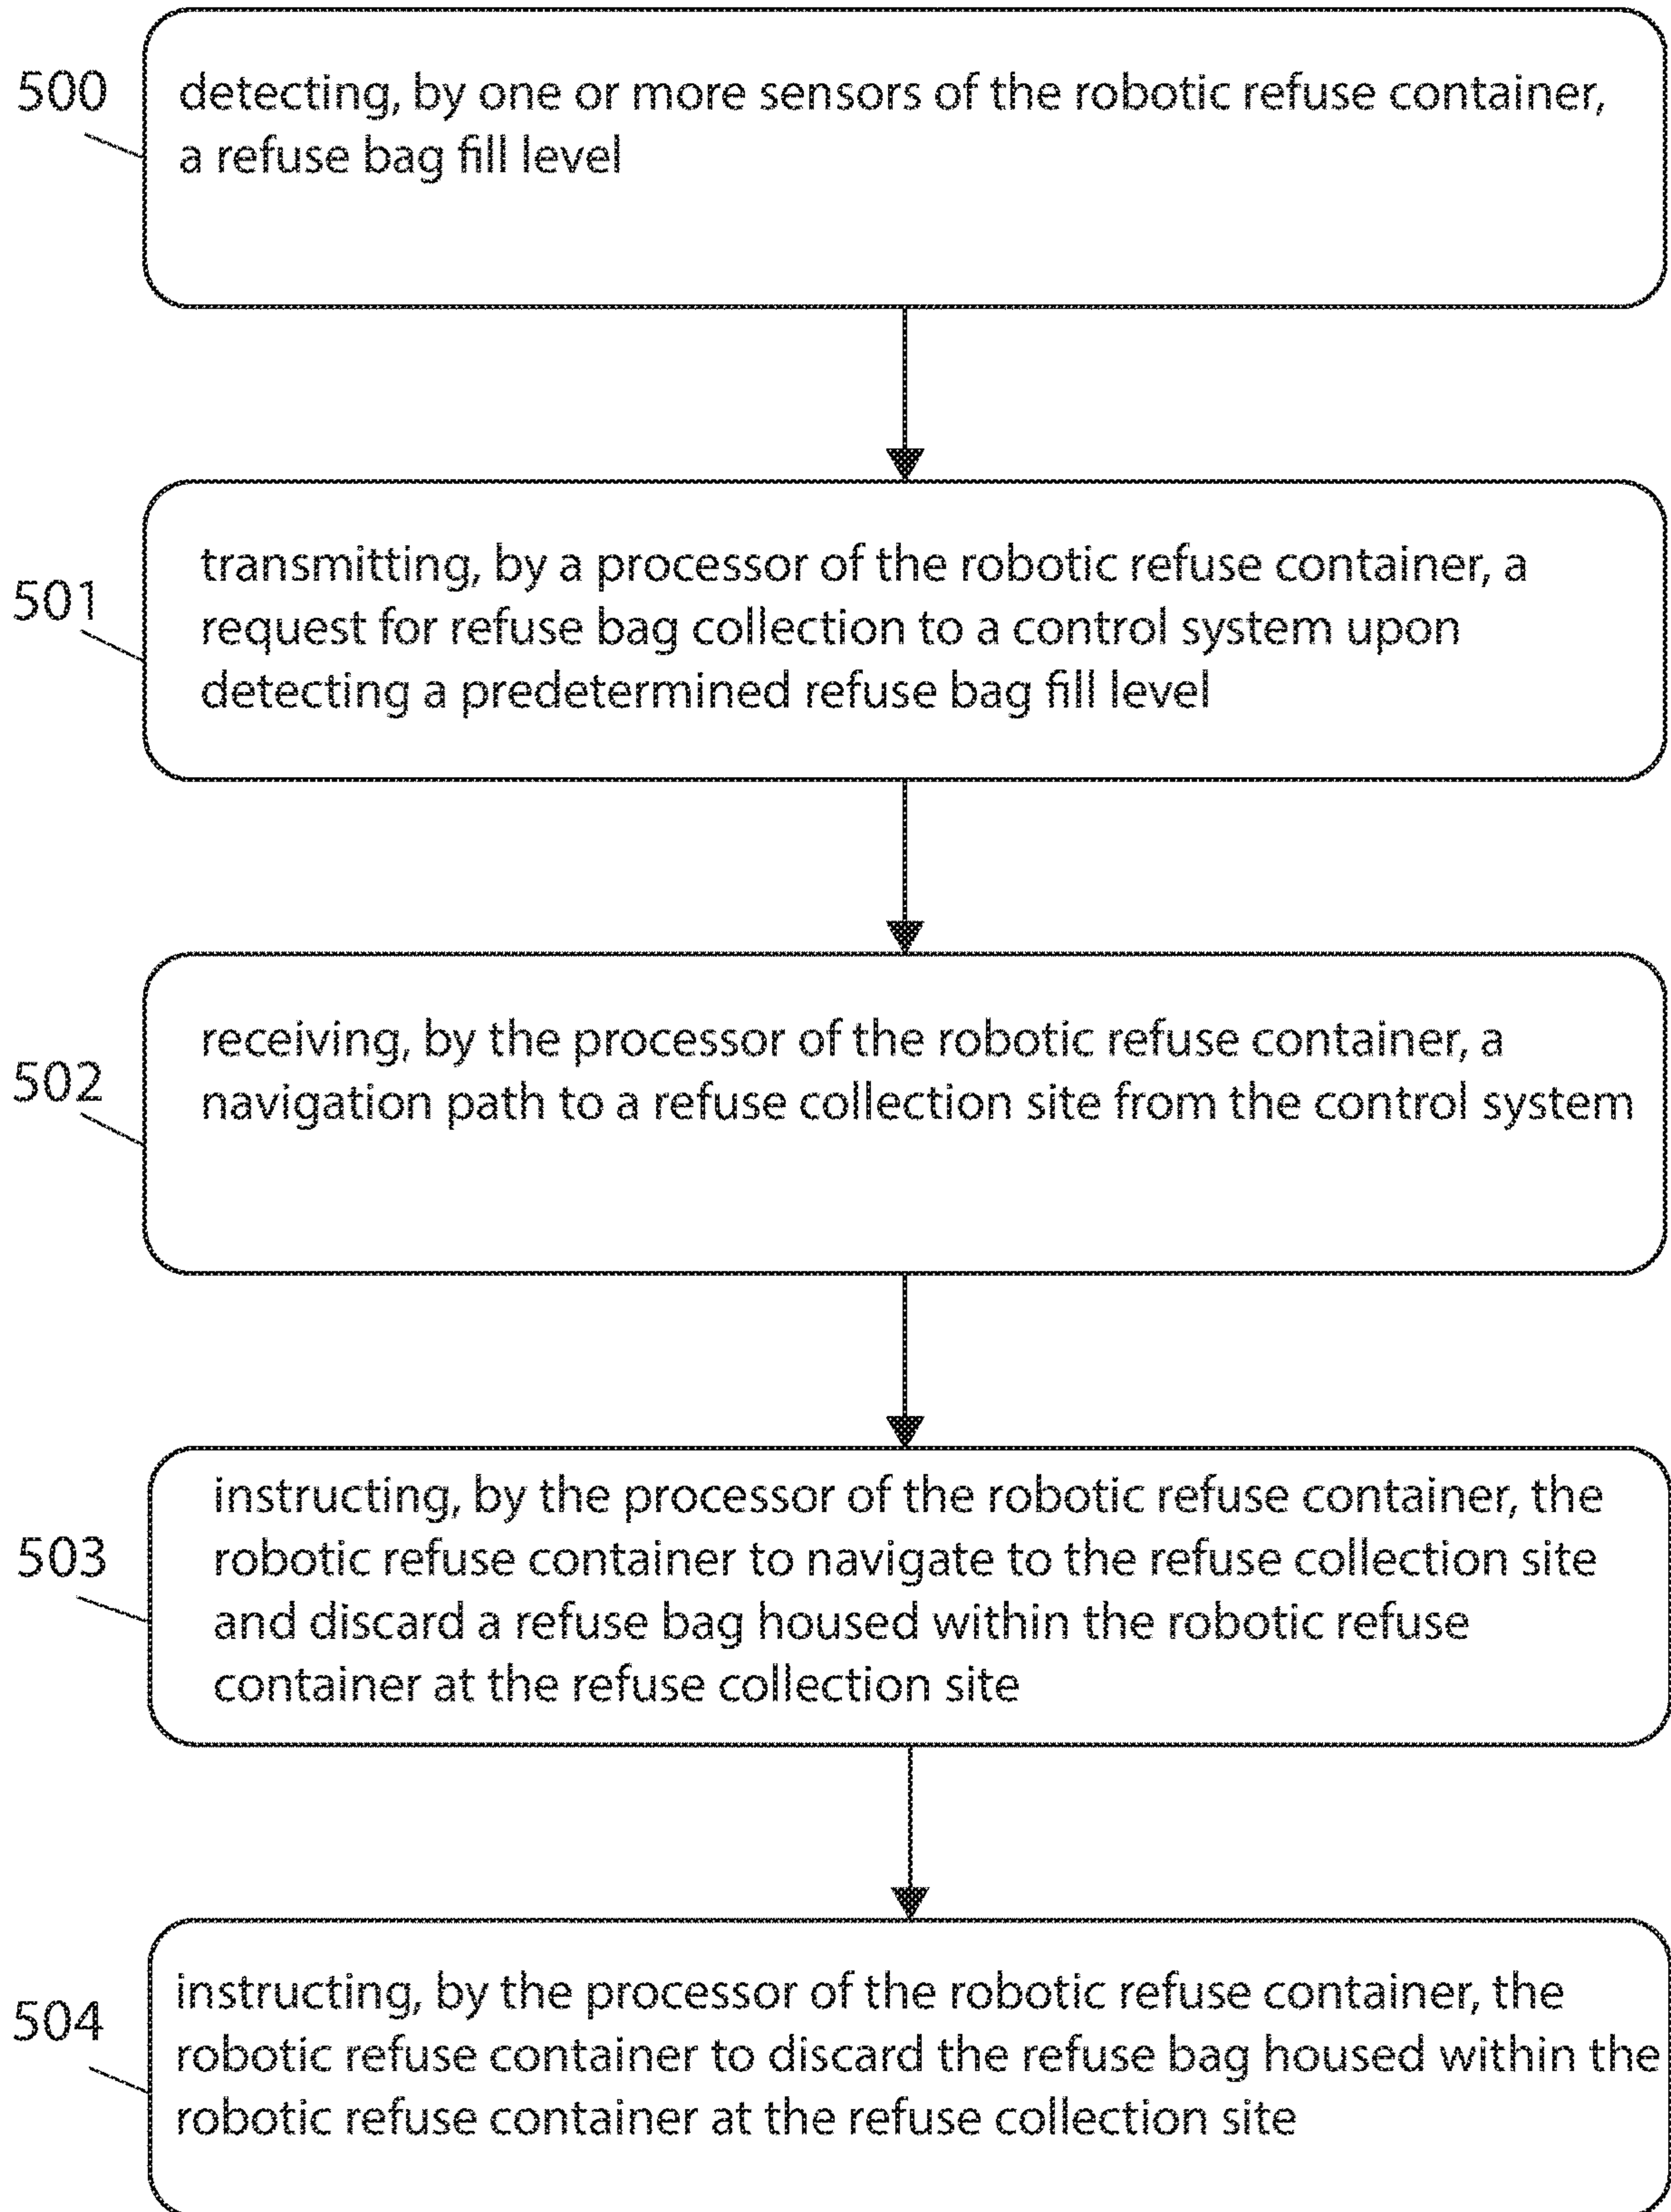 500
detecting, by one or more sensors of the robotic refuse container,
a refuse bag fill level
501
transmitting, by a processor of the robotic refuse container, a
request for refuse bag collection to a control system upon
detecting a predetermined refuse bag fill level
502
receiving, by the processor of the robotic refuse container, a
navigation path to a refuse collection site from the control system
503
instructing, by the processor of the robotic refuse container, the
robotic refuse container to navigate to the refuse collection site
and discard a refuse bag housed within the robotic refuse
container at the refuse collection site
504
instructing, by the processor of the robotic refuse container, the
robotic refuse container to discard the refuse bag housed within the
robotic refuse container at the refuse collection site